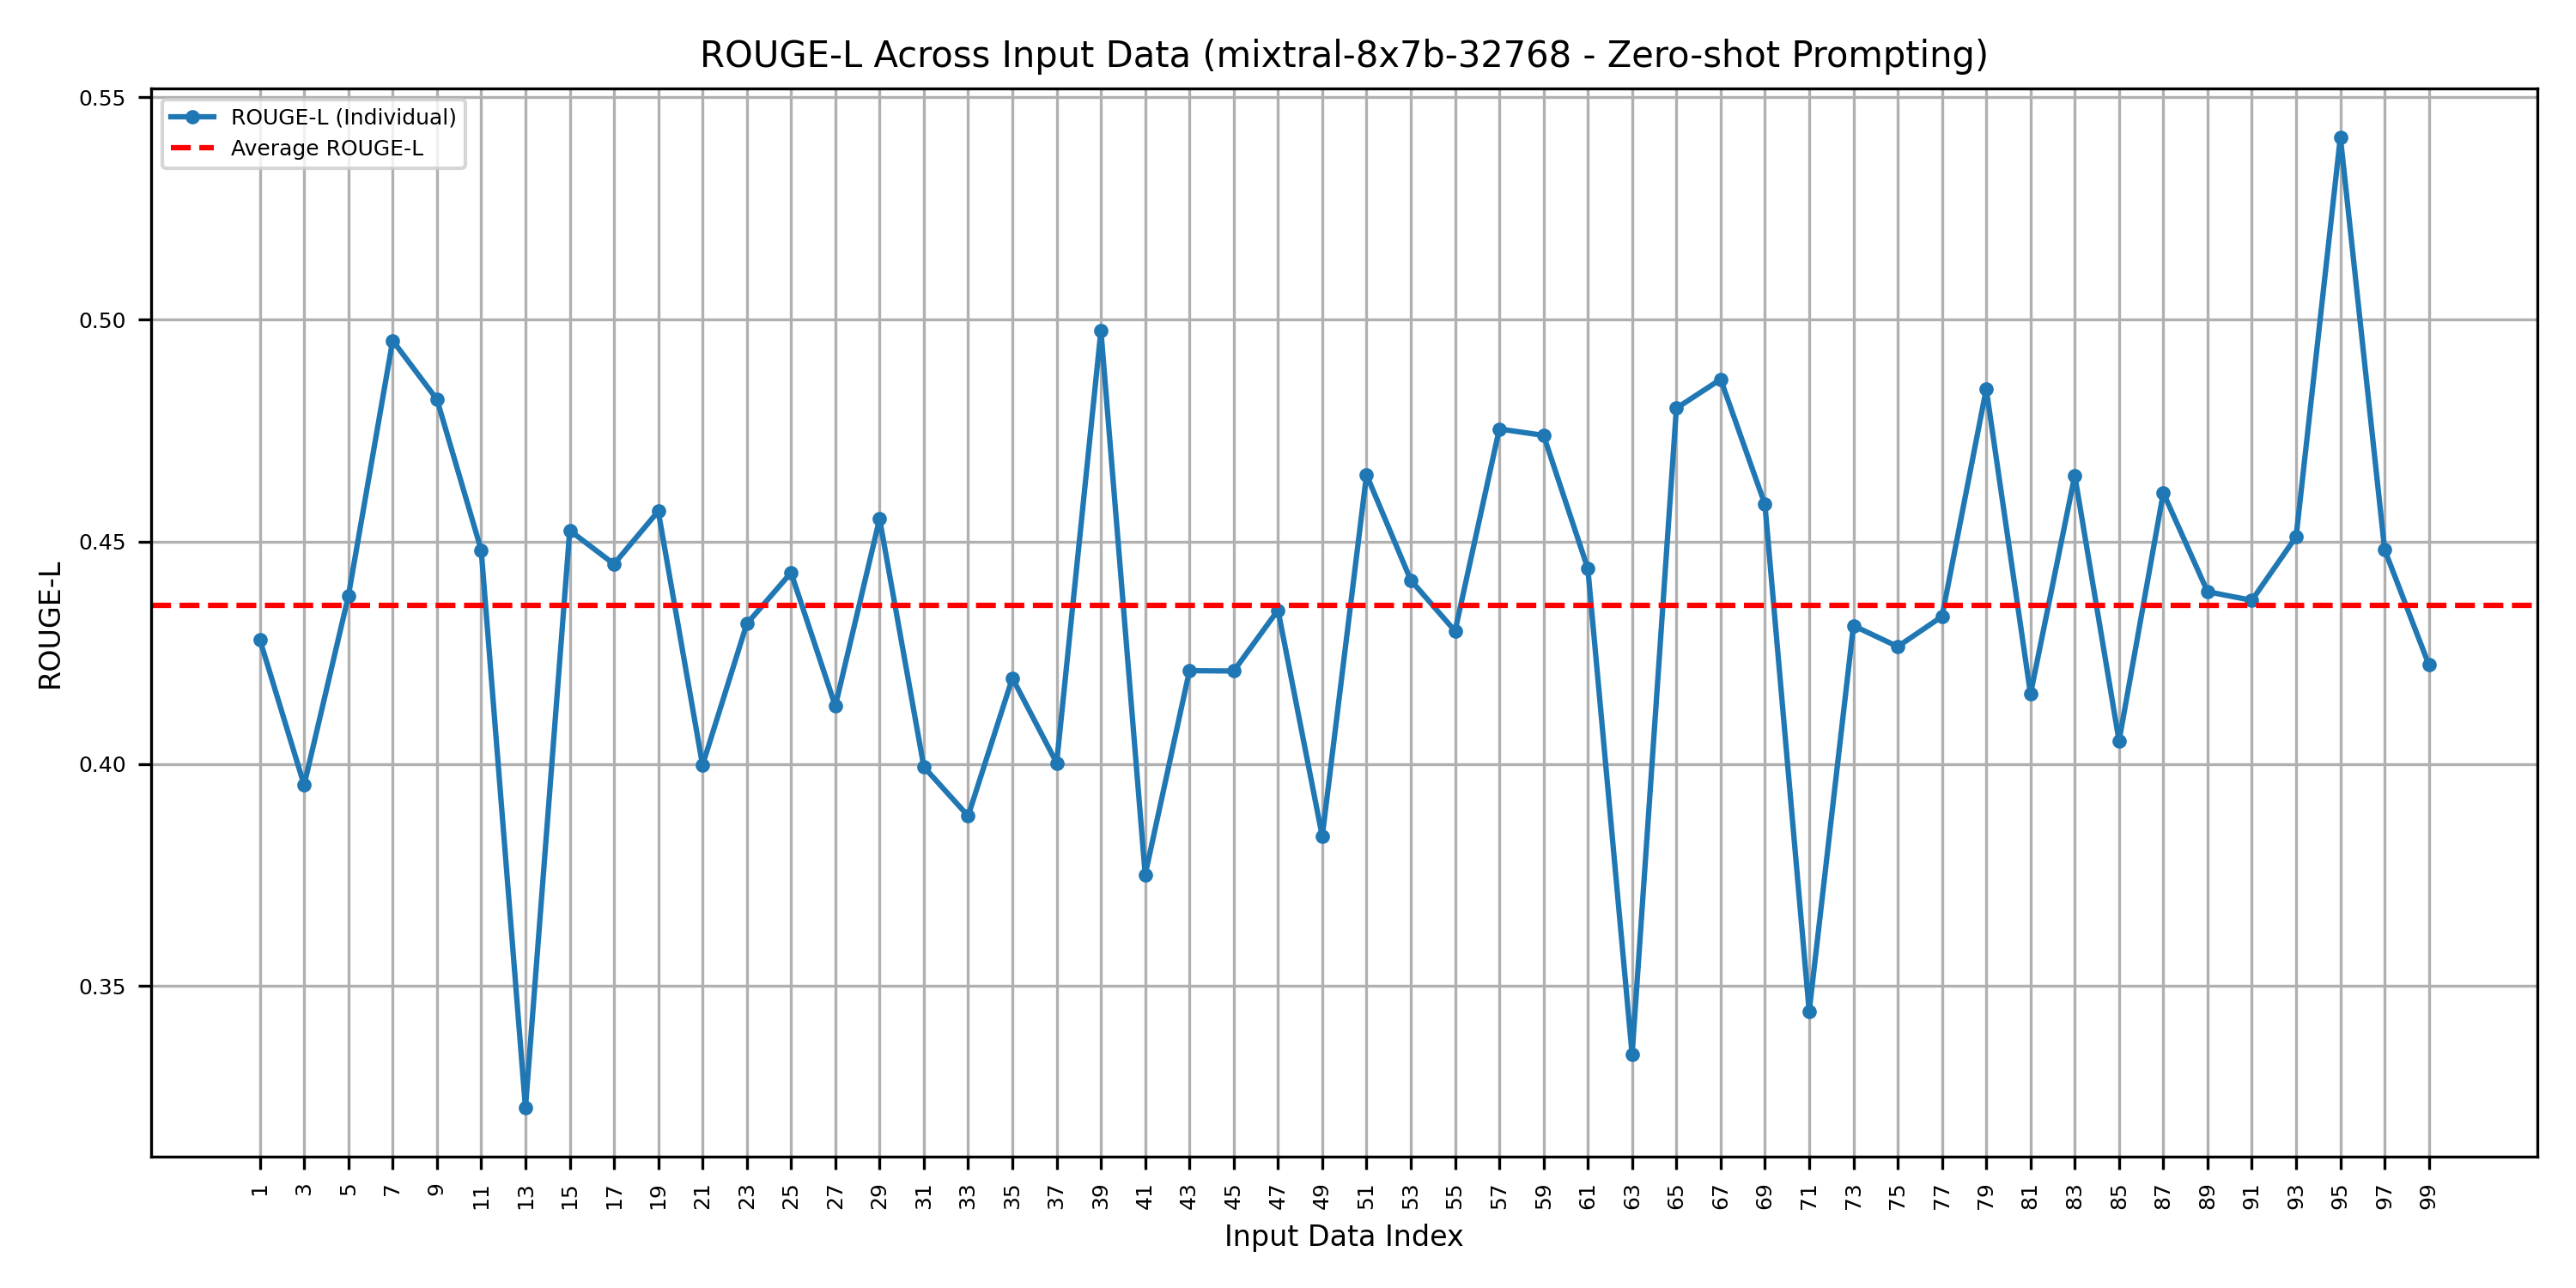 ROUGE-L Across Input Data (mixtral-8x7b-32768 - Zero-shot Prompting)
ROUGE-L (Individual)
Average ROUGE-L
0.55
0.50
0.45
0.40
0.35
ROUGE-L
1 3 5 7 9 11 13 15 17 19 21 23 25 27 29 31 33 35 37 39 41 43 45 47 49 51 53 55 57 59 61 63 65 67 69 71 73 75 77 79 81 83 85 87 89 91 93 95 97 99
Input Data Index